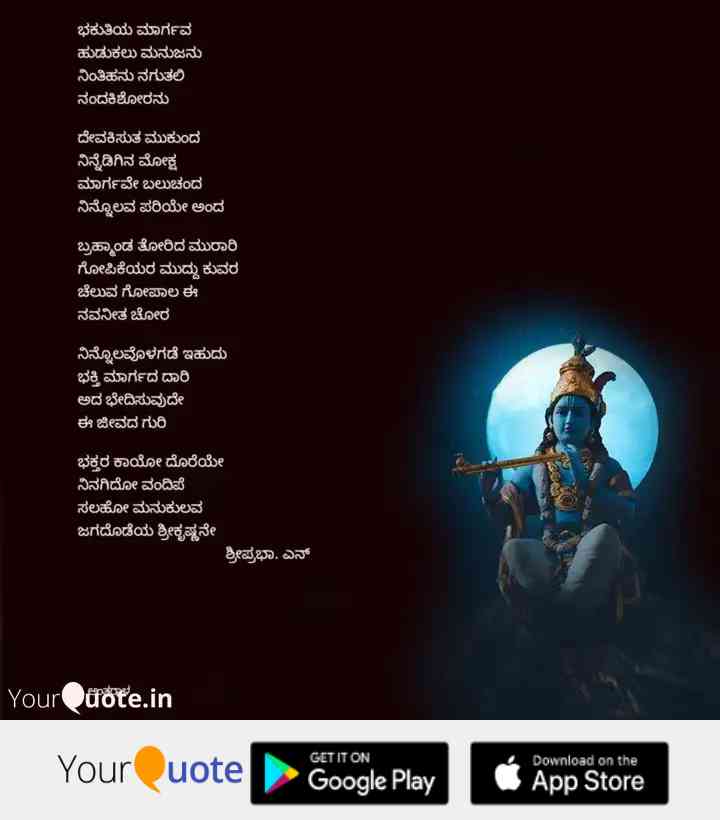 ಭಕುತಿಯ ಮಾರ್ಗವ
ಹುಡುಕಲು ಮನುಜನು
ನಿಂತಿಹನು ನಗುತಲಿ
ನಂದಕಿಶೋರನು
ದೇವಕಿಸುತ ಮುಕುಂದ
ನಿನ್ನೆಡಿಗಿನ ಮೋಕ್ಷ
ಮಾರ್ಗವೇ ಬಲುಚಂದ
ನಿನ್ನೊಲವ ಪರಿಯೇ ಅಂದ
ಬ್ರಹ್ಮಾಂಡ ತೋರಿದ ಮುರಾರಿ
ಗೋಪಿಕೆಯರ ಮುದ್ದು ಕುವರ
ಚೆಲುವ ಗೋಪಾಲ ಈ
ನವನೀತ ಚೋರ
ನಿನ್ನೊಲವೊಳಗಡೆ ಇಹುದು
ಭಕ್ತಿ ಮಾರ್ಗದ ದಾರಿ
ಅದ ಭೇದಿಸುವುದೇ
ಈ ಜೀವದ ಗುರಿ
ಭಕ್ತರ ಕಾಯೋ ದೊರೆಯೇ
ನಿನಗಿದೋ ವಂದಿಪೆ
ಸಲಹೋ ಮನುಕುಲವ
ಜಗದೊಡೆಯ ಶ್ರೀಕೃಷ್ಣನೇ
ಶ್ರೀಪ್ರಭಾ. ಎನ್
YourQuote.in
YourQuote
GET IT ON
Google Play
Download on the
App Store